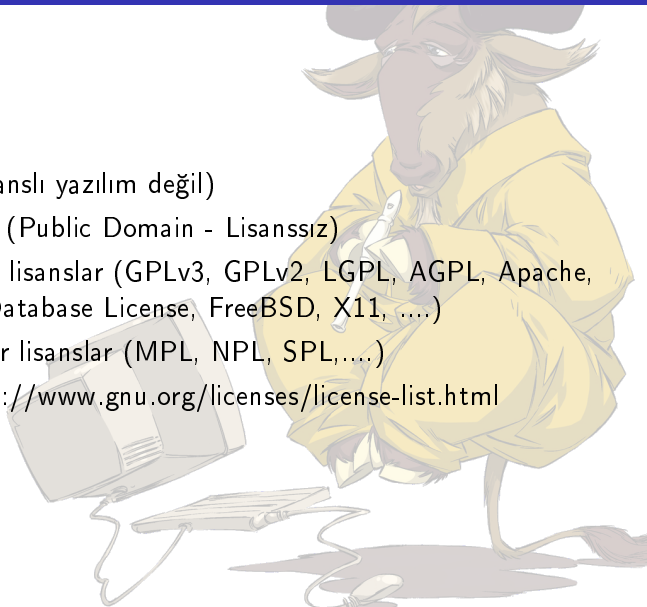 anslı yazılım değil)
(Public Domain - Lisanssız)
lisanslar (GPLv3, GPLv2, LGPL, AGPL, Apache,
Database License, FreeBSD, X11, ....)
r lisanslar (MPL, NPL, SPL,....)
://www.gnu.org/licenses/license-list.html